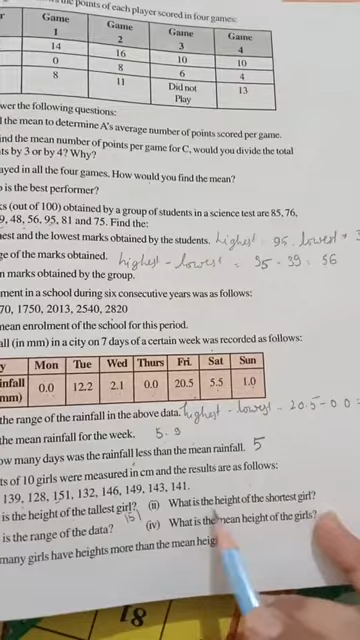 the points of each player scored in four games:
Game 1 Game 2 Game 3 Game 4
14 16 10 10
0 8 6 4
8 11 Did not Play 13
wer the following questions:
the mean to determine A's average number of points scored per game.
nd the mean number of points per game for C, would you divide the total
ts by 3 or by 4? Why?
ayed in all the four games. How would you find the mean?
is the best performer?
ks (out of 100) obtained by a group of students in a science test are 85, 76,
9, 48, 56, 95, 81 and 75. Find the:
est and the lowest marks obtained by the students. highest = 95, lowest = 3
ge of the marks obtained. highest - lowest = 95 - 39 = 56
n marks obtained by the group.
ment in a school during six consecutive years was as follows:
70, 1750, 2013, 2540, 2820
mean enrolment of the school for this period.
all (in mm) in a city on 7 days of a certain week was recorded as follows:
y Mon Tue Wed Thurs Fri Sat Sun
infall mm) 0.0 12.2 2.1 0.0 20.5 5.5 1.0
the range of the rainfall in the above data. highest - lowest = 20.5 - 0.0 =
the mean rainfall for the week. 5.9
ow many days was the rainfall less than the mean rainfall. 5
ts of 10 girls were measured in cm and the results are as follows:
139, 128, 151, 132, 146, 149, 143, 141.
is the height of the tallest girl? 151 (ii) What is the height of the shortest girl?
is the range of the data? (iv) What is the mean height of the girls?
many girls have heights more than the mean heig
18